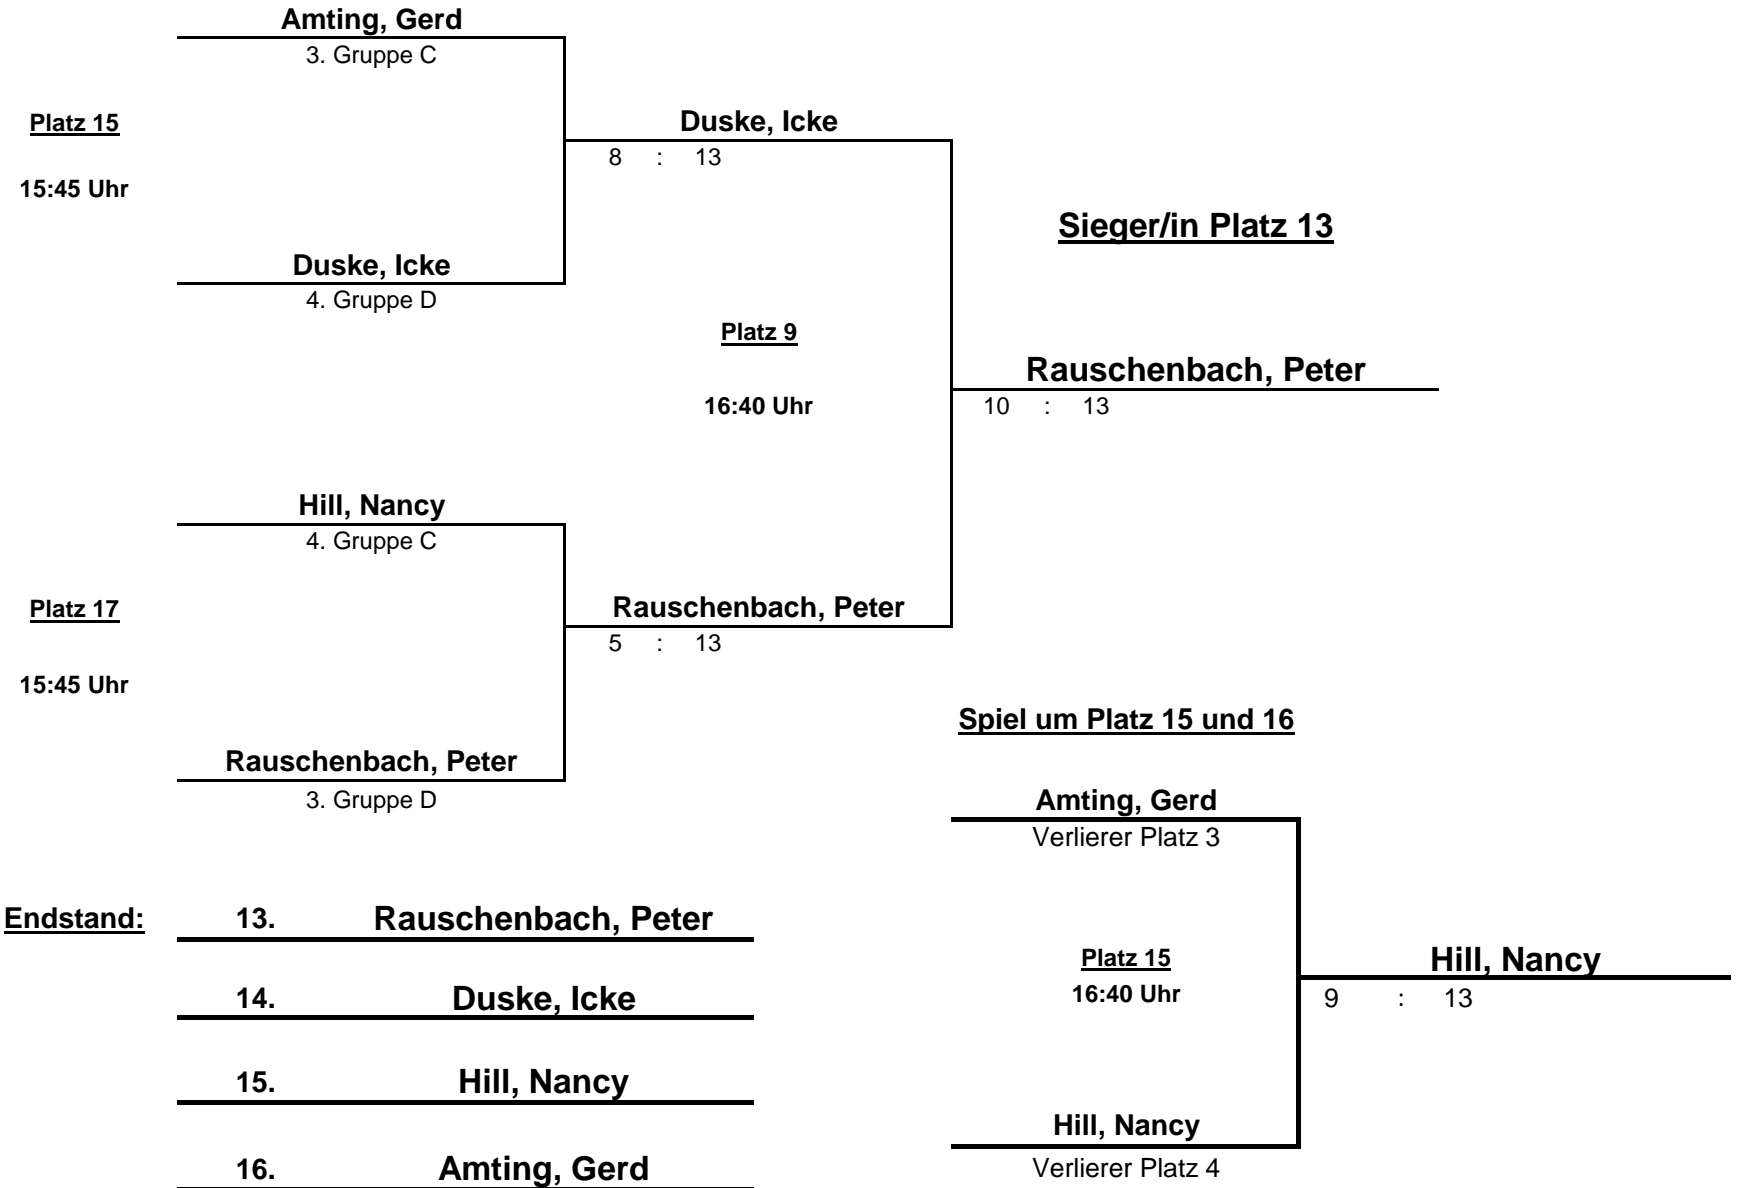 Amting, Gerd
3. Gruppe C
Platz 15
Duske, Icke
8 : 13
15:45 Uhr
Sieger/in Platz 13
Duske, Icke
4. Gruppe D
Platz 9
Rauschenbach, Peter
16:40 Uhr
10 : 13
Hill, Nancy
4. Gruppe C
Platz 17
Rauschenbach, Peter
5 : 13
15:45 Uhr
Spiel um Platz 15 und 16
Rauschenbach, Peter
3. Gruppe D
Amting, Gerd
Verlierer Platz 3
Endstand: 13. Rauschenbach, Peter
Platz 15
Hill, Nancy
16:40 Uhr
9 : 13
14. Duske, Icke
15. Hill, Nancy
Hill, Nancy
Verlierer Platz 4
16. Amting, Gerd